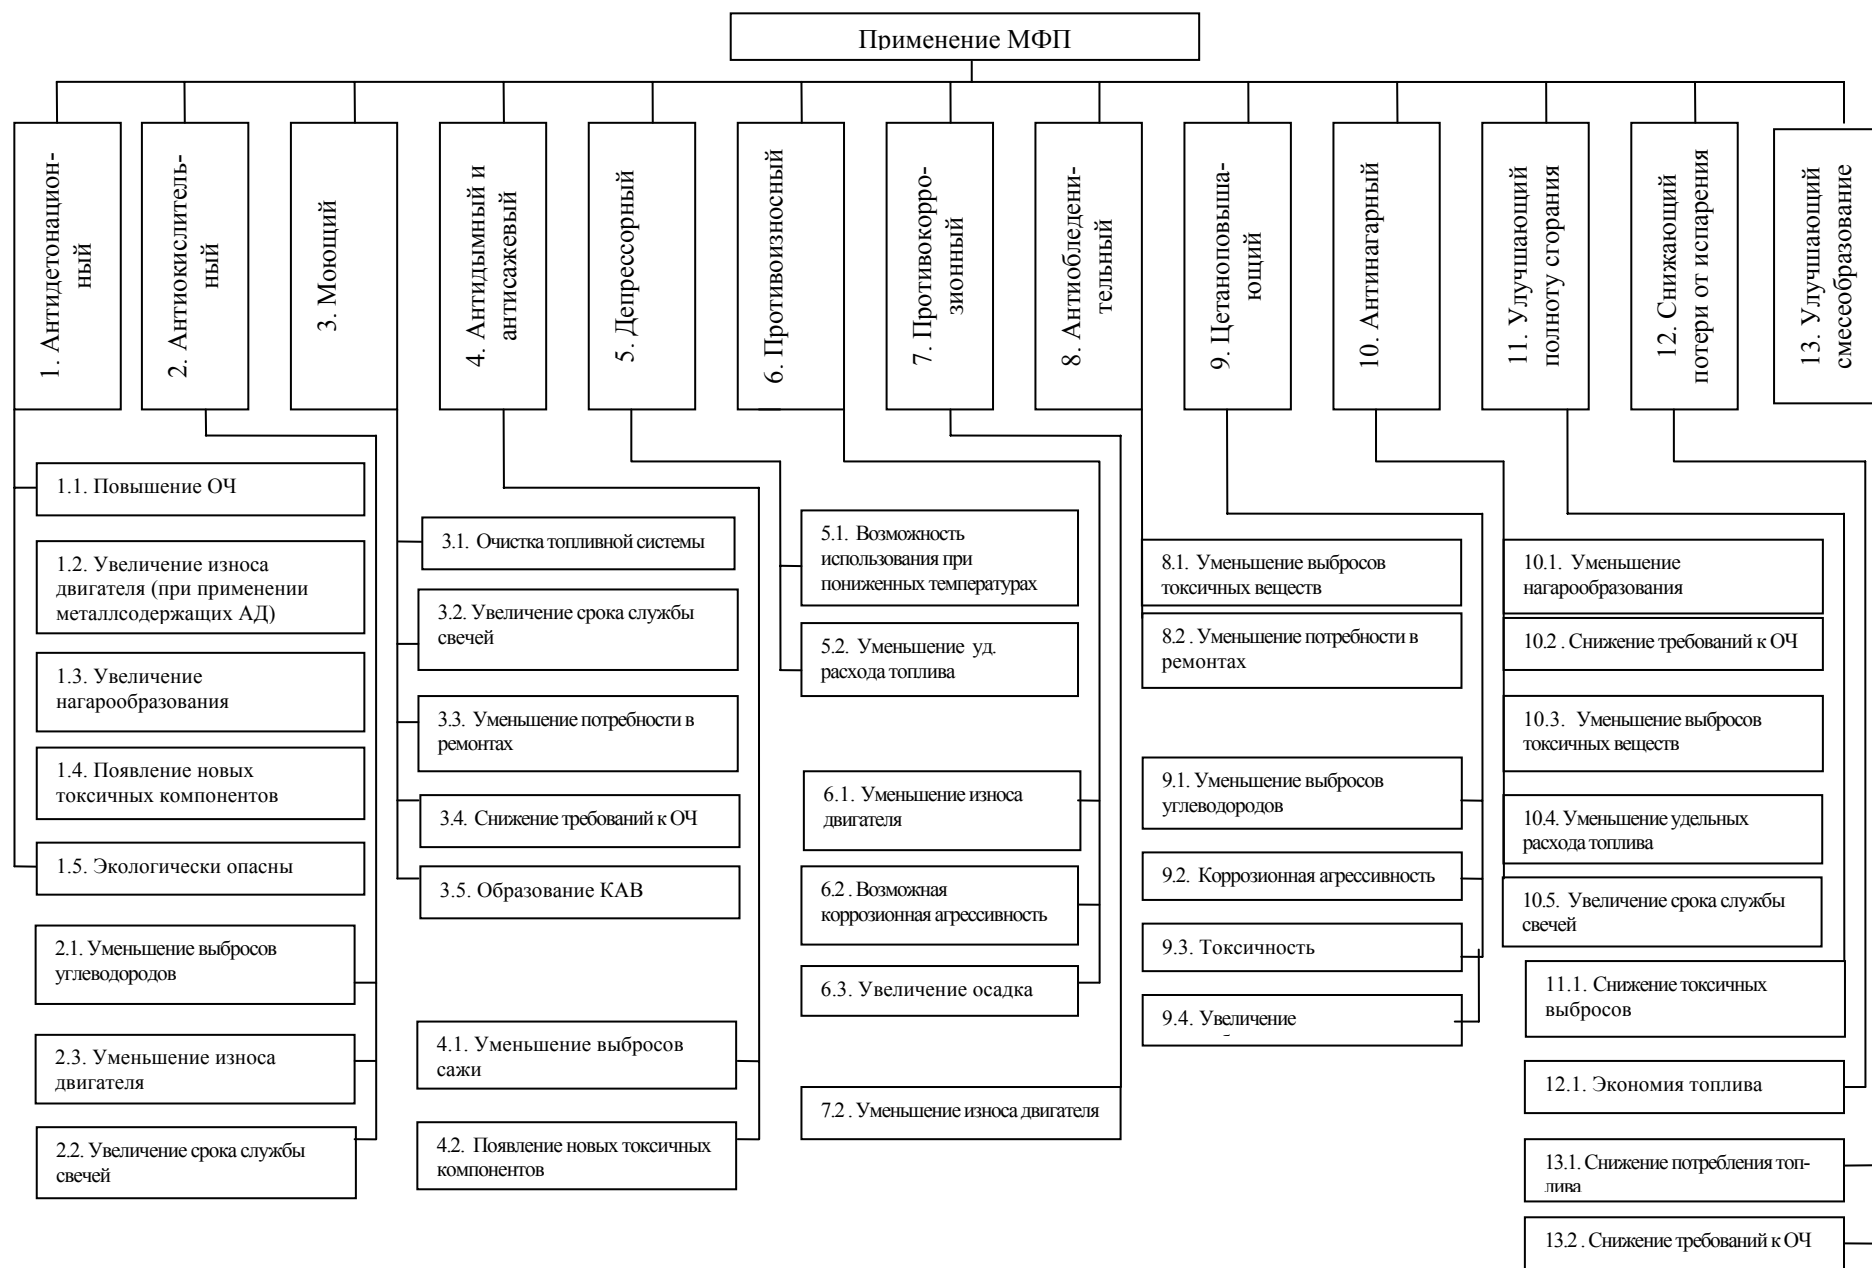 Применение МФП
1. Антидетонацион-
ный
2. Антиокислитель-
ный
3. Моющий
4. Антидымный и
антисажевый
5. Депрессорный
6. Противоизносный
7. Противокорро-
зионный
8. Антиобледени-
тельный
9. Цетаноповыша-
ющий
10. Антинагарный
11. Улучшающий
полноту сгорания
12. Снижающий
потери от испарения
13. Улучшающий
смесеобразование
1.1. Повышение ОЧ
1.2. Увеличение износа
двигателя (при применении
металлсодержащих АД)
1.3. Увеличение
нагарообразования
1.4. Появление новых
токсичных компонентов
1.5. Экологически опасны
2.1. Уменьшение выбросов
углеводородов
2.3. Уменьшение износа
двигателя
2.2. Увеличение срока службы
свечей
3.1. Очистка топливной системы
3.2. Увеличение срока службы
свечей
3.3. Уменьшение потребности в
ремонтах
3.4. Снижение требований к ОЧ
3.5. Образование КАВ
4.1. Уменьшение выбросов
сажи
4.2. Появление новых токсичных
компонентов
5.1. Возможность
использования при
пониженных температурах
5.2. Уменьшение уд.
расхода топлива
6.1. Уменьшение износа
двигателя
6.2. Возможная
коррозионная агрессивность
6.3. Увеличение осадка
7.2 . Уменьшение износа двигателя
8.1. Уменьшение выбросов
токсичных веществ
8.2 . Уменьшение потребности в
ремонтах
9.1. Уменьшение выбросов
углеводородов
9.2. Коррозионная агрессивность
9.3. Токсичность
9.4. Увеличение
10.1. Уменьшение
нагарообразования
10.2 . Снижение требований к ОЧ
10.3. Уменьшение выбросов
токсичных веществ
10.4. Уменьшение удельных
расхода топлива
10.5. Увеличение срока службы
свечей
11.1. Снижение токсичных
выбросов
12.1. Экономия топлива
13.1. Снижение потребления топ-
лива
13.2 . Снижение требований к ОЧ